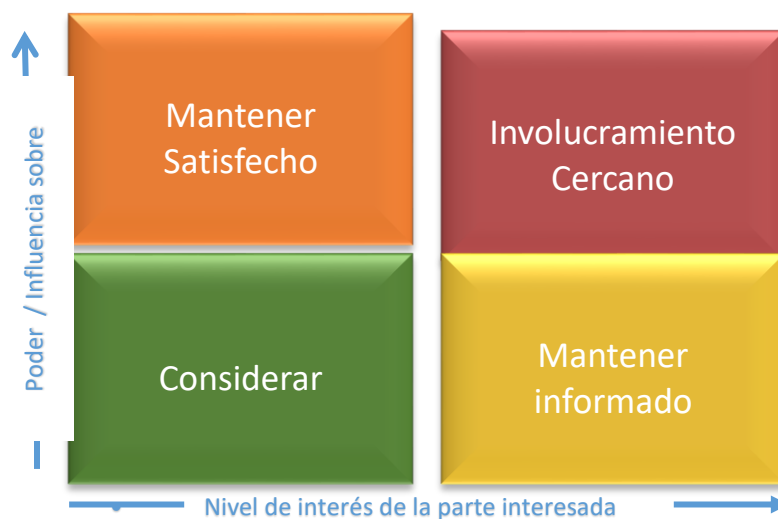 Mantener
Satisfecho
Involucramiento
Cercano
Considerar
Mantener
informado
Poder / Influencia sobre
Nivel de interés de la parte interesada